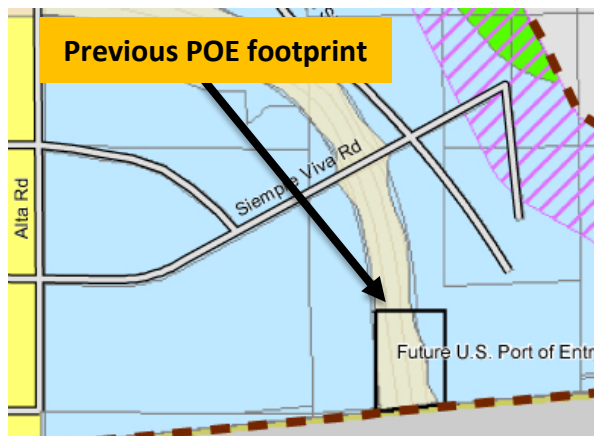 Previous POE footprint
Siempre Viva Rd
Alta Rd
Future U.S. Port of Entr